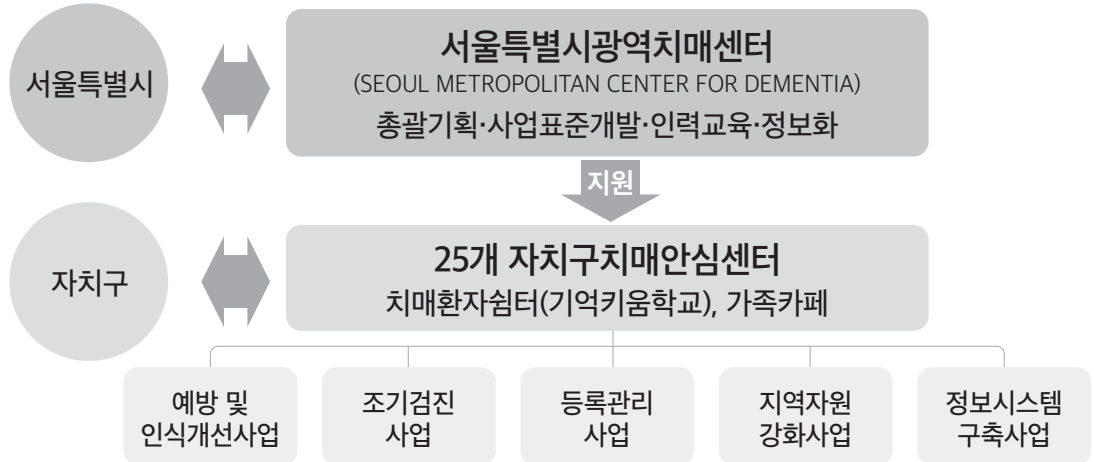 서울특별시
서울특별시광역치매센터
(SEOUL METROPOLITAN CENTER FOR DEMENTIA)
총괄기획·사업표준개발·인력교육·정보화
지원
자치구
25개 자치구치매안심센터
치매환자쉼터(기억키움학교), 가족카페
예방 및
인식개선사업
조기검진
사업
등록관리
사업
지역자원
강화사업
정보시스템
구축사업